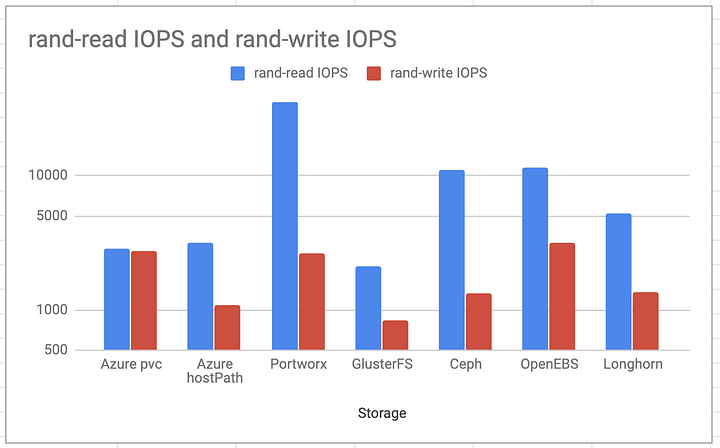 rand-read IOPS and rand-write IOPS
rand-read IOPS rand-write IOPS
10000
5000
1000
500
Azure pvc Azure hostPath Portworx GlusterFS Ceph OpenEBS Longhorn
Storage